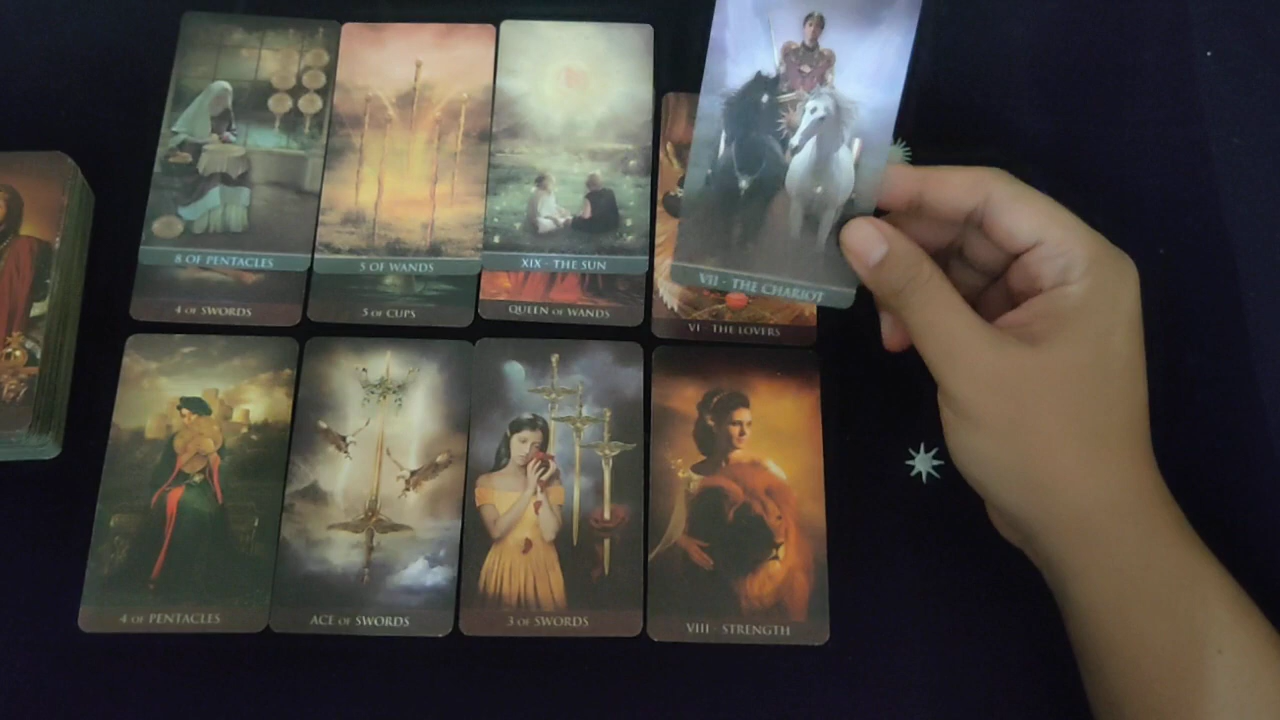 8 OF PENTACLES
5 OF WANDS
XIX - THE SUN
VII - THE CHARIOT
4 OF SWORDS
5 OF CUPS
QUEEN OF WANDS
VI - THE LOVERS
4 OF PENTACLES
ACE OF SWORDS
3 OF SWORDS
VIII - STRENGTH